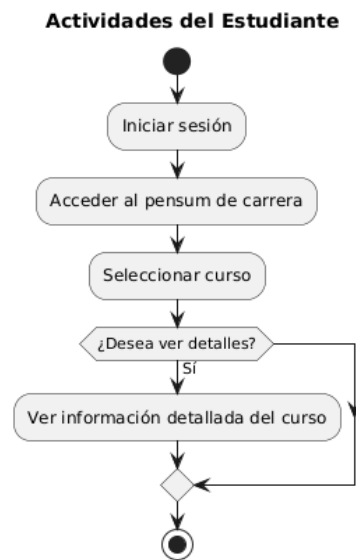 Actividades del Estudiante
Iniciar sesión
Acceder al pensum de carrera
Seleccionar curso
¿Desea ver detalles?
Sí
Ver información detallada del curso